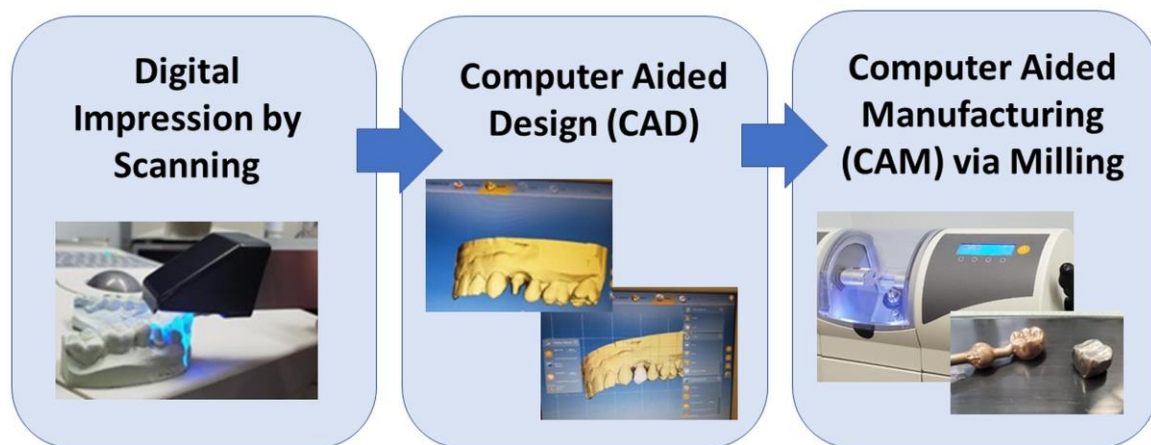 Digital
Impression by
Scanning
Computer Aided
Design (CAD)
Computer Aided
Manufacturing
(CAM) via Milling